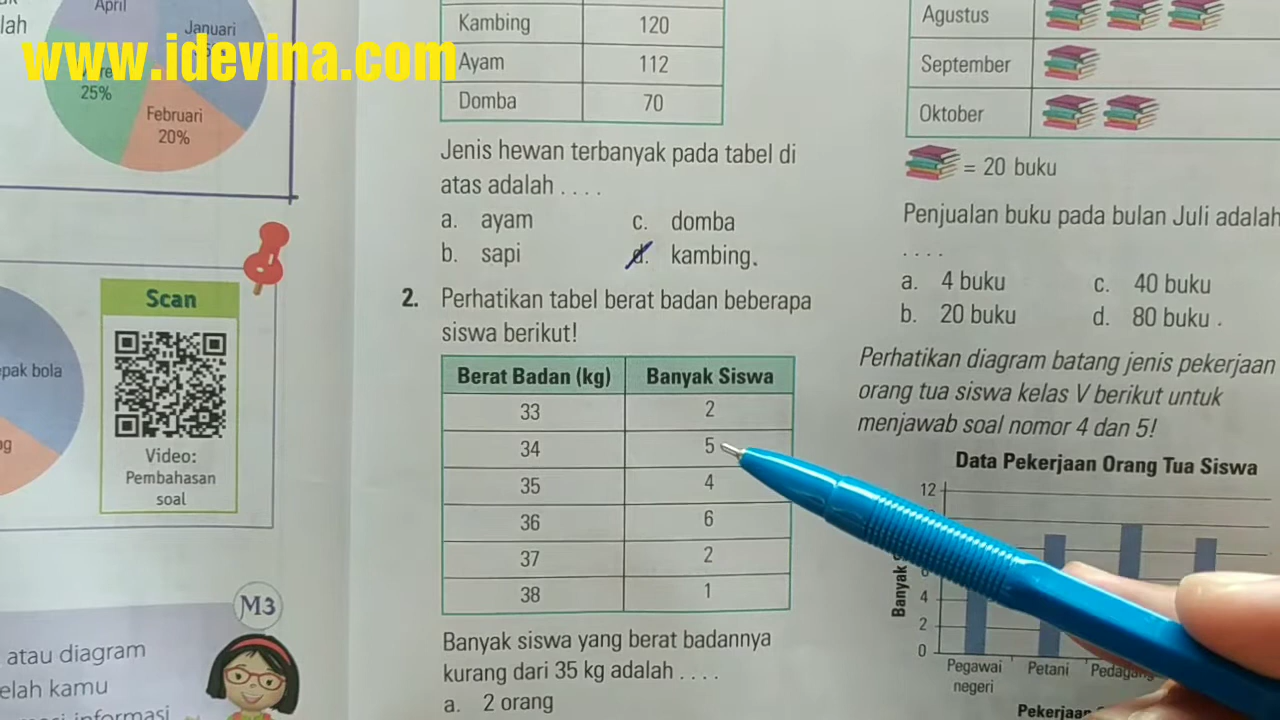 www.idevina.com
lah
April
Januari
25%
Februari
20%
Scan
Video:
Pembahasan
soal
pak bola
M3
atau diagram
elah kamu
informasi
Kambing 120
Ayam 112
Domba 70
Jenis hewan terbanyak pada tabel di
atas adalah . . . .
a. ayam c. domba
b. sapi d. kambing.
2. Perhatikan tabel berat badan beberapa
siswa berikut!
Berat Badan (kg) Banyak Siswa
33 2
34 5
35 4
36 6
37 2
38 1
Banyak siswa yang berat badannya
kurang dari 35 kg adalah . . . .
a. 2 orang
Agustus
September
Oktober
= 20 buku
Penjualan buku pada bulan Juli adalah
. . . .
a. 4 buku c. 40 buku
b. 20 buku d. 80 buku .
Perhatikan diagram batang jenis pekerjaan
orang tua siswa kelas V berikut untuk
menjawab soal nomor 4 dan 5!
Data Pekerjaan Orang Tua Siswa
Banyak
12
4
2
0
Pegawai
negeri
Petani
Pedagang
Pekerjaan